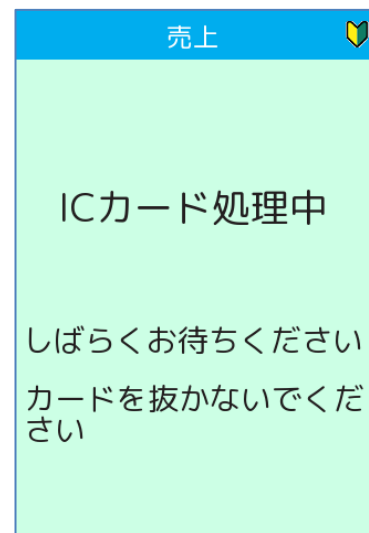 売上
ICカード処理中
しばらくお待ちください
カードを抜かないでくだ
さい